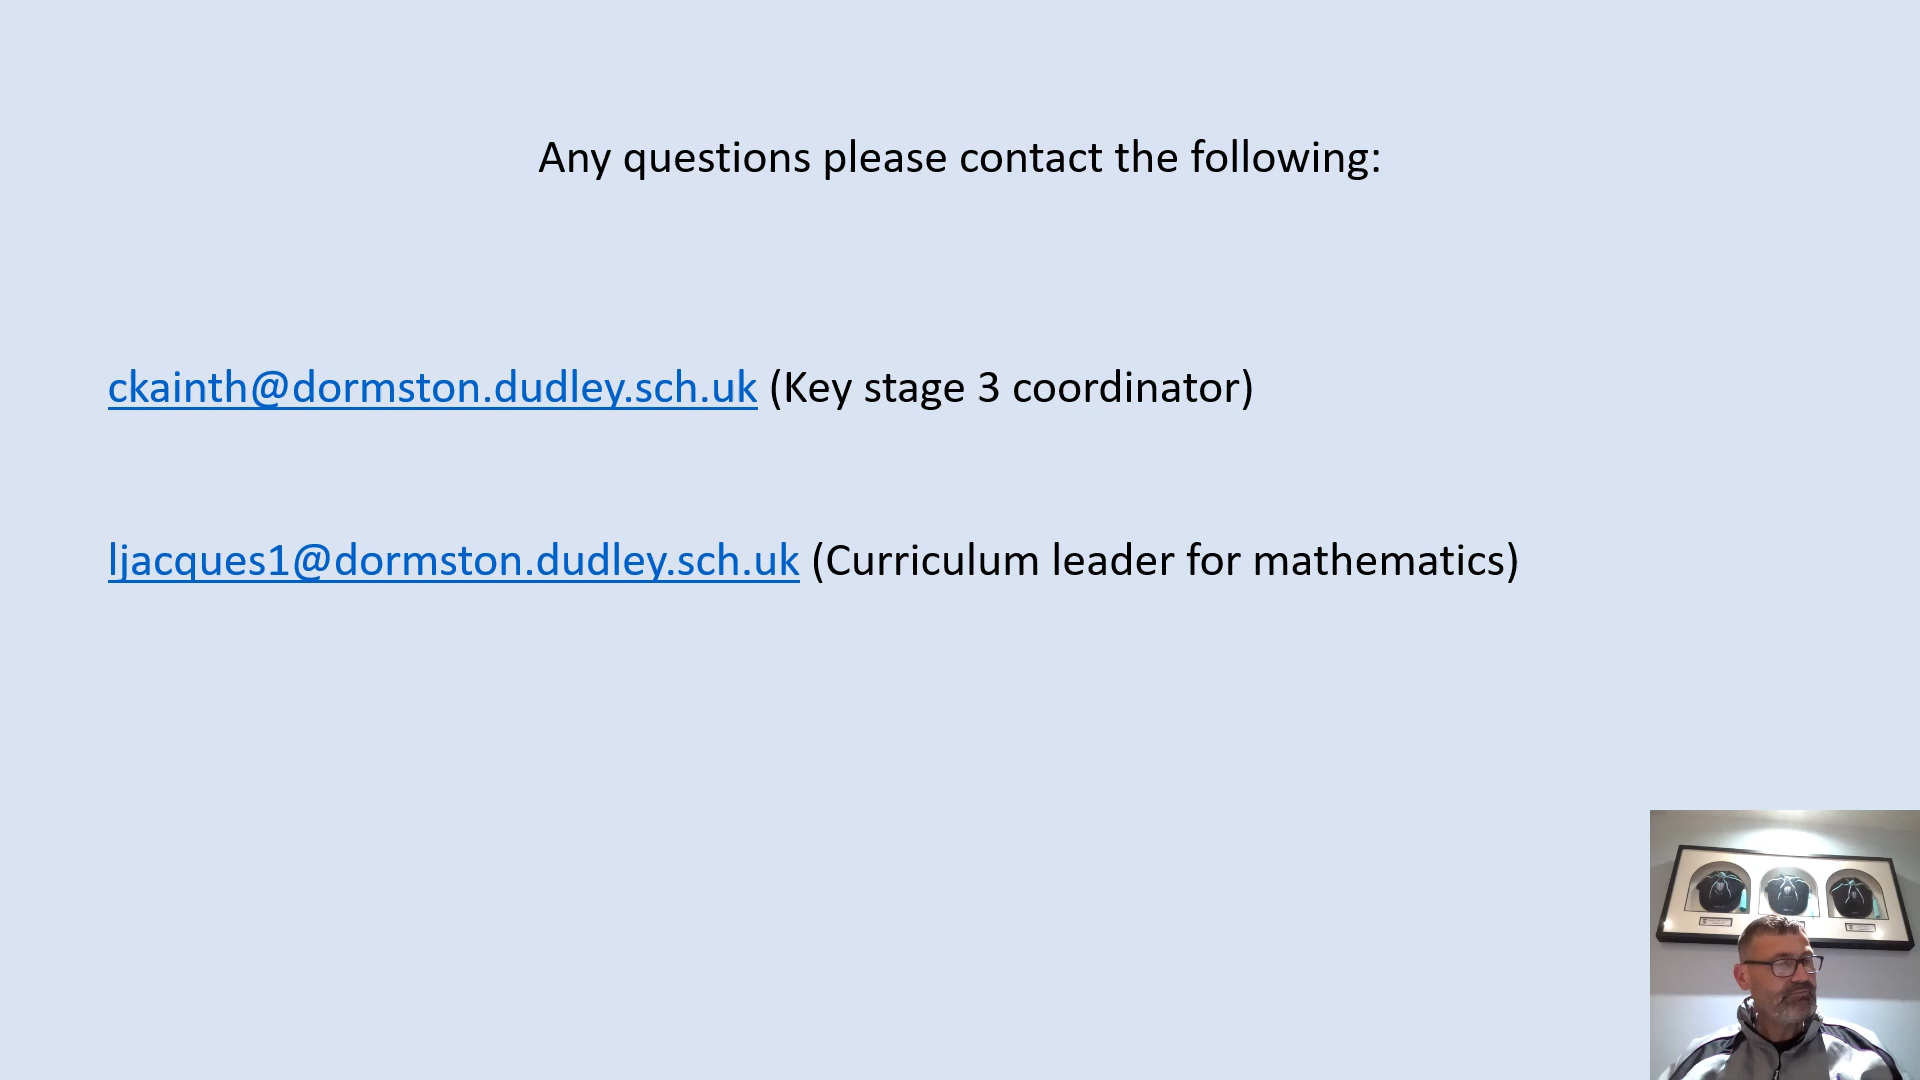 Any questions please contact the following:
ckainth@dormston.dudley.sch.uk (Key stage 3 coordinator)
ljacques1@dormston.dudley.sch.uk (Curriculum leader for mathematics)